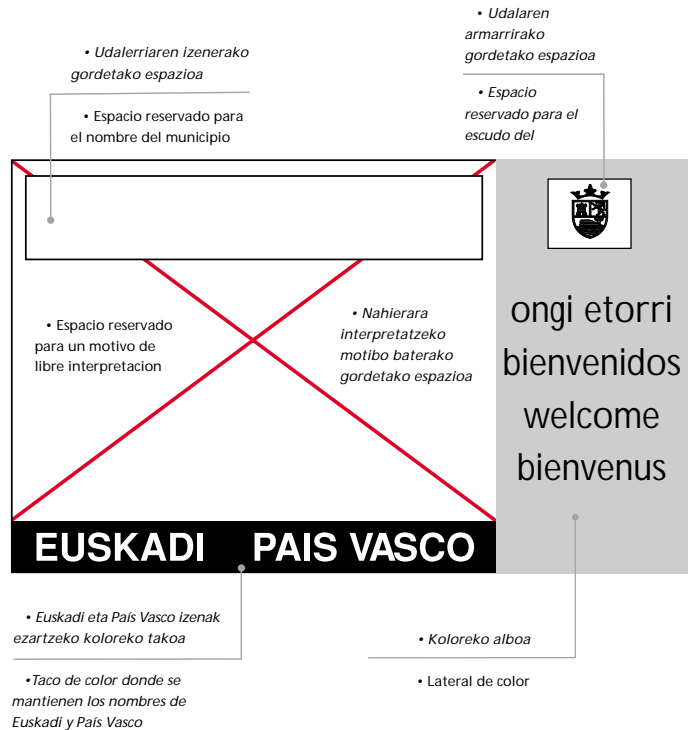 • Udalerriaren izenerako
gordetako espazioa
• Espacio reservado para
el nombre del municipio
• Udalaren
armarrirako
gordetako espazioa
• Espacio
reservado para el
escudo del
• Espacio reservado
para un motivo de
libre interpretacion
• Nahierara
interpretatzeko
motibo baterako
gordetako espazioa
ongi etorri
bienvenidos
welcome
bienvenus
EUSKADI PAIS VASCO
• Euskadi eta País Vasco izenak
ezartzeko koloreko takoa
•Taco de color donde se
mantienen los nombres de
Euskadi y País Vasco
• Koloreko alboa
• Lateral de color